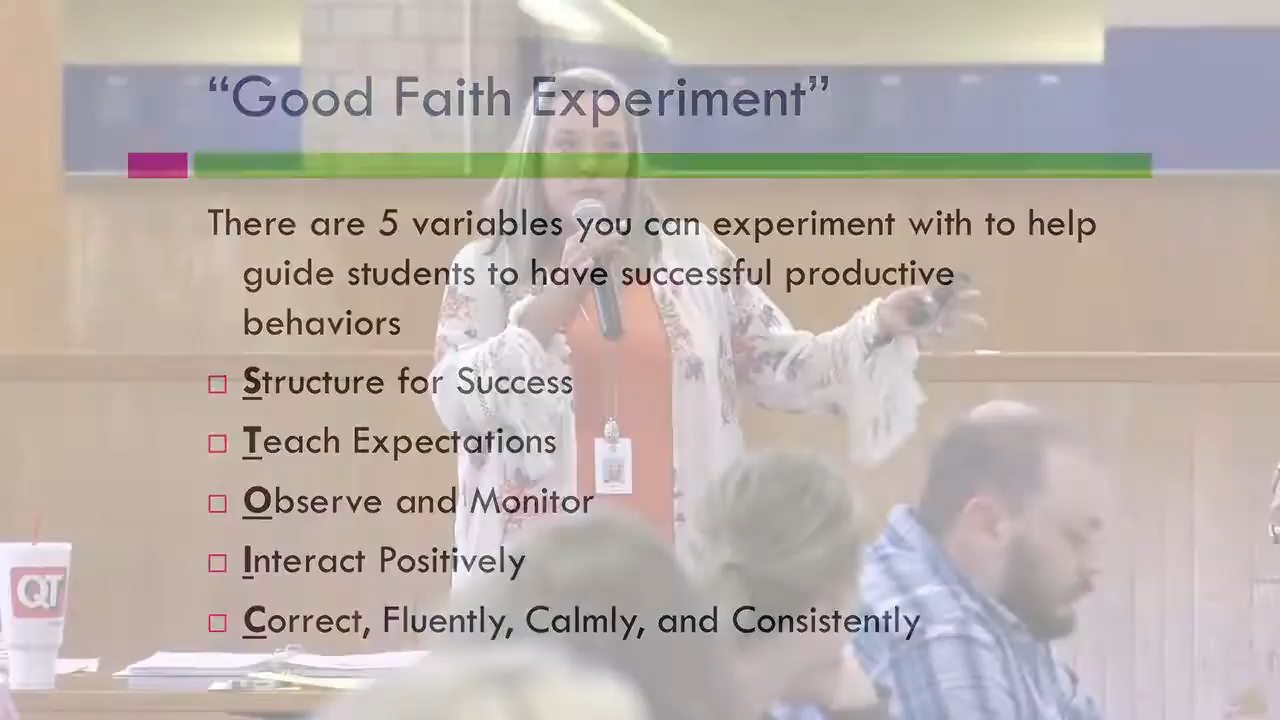 “Good Faith Experiment”
There are 5 variables you can experiment with to help
guide students to have successful productive
behaviors
□ Structure for Success
□ Teach Expectations
□ Observe and Monitor
□ Interact Positively
□ Correct, Fluently, Calmly, and Consistently
QT